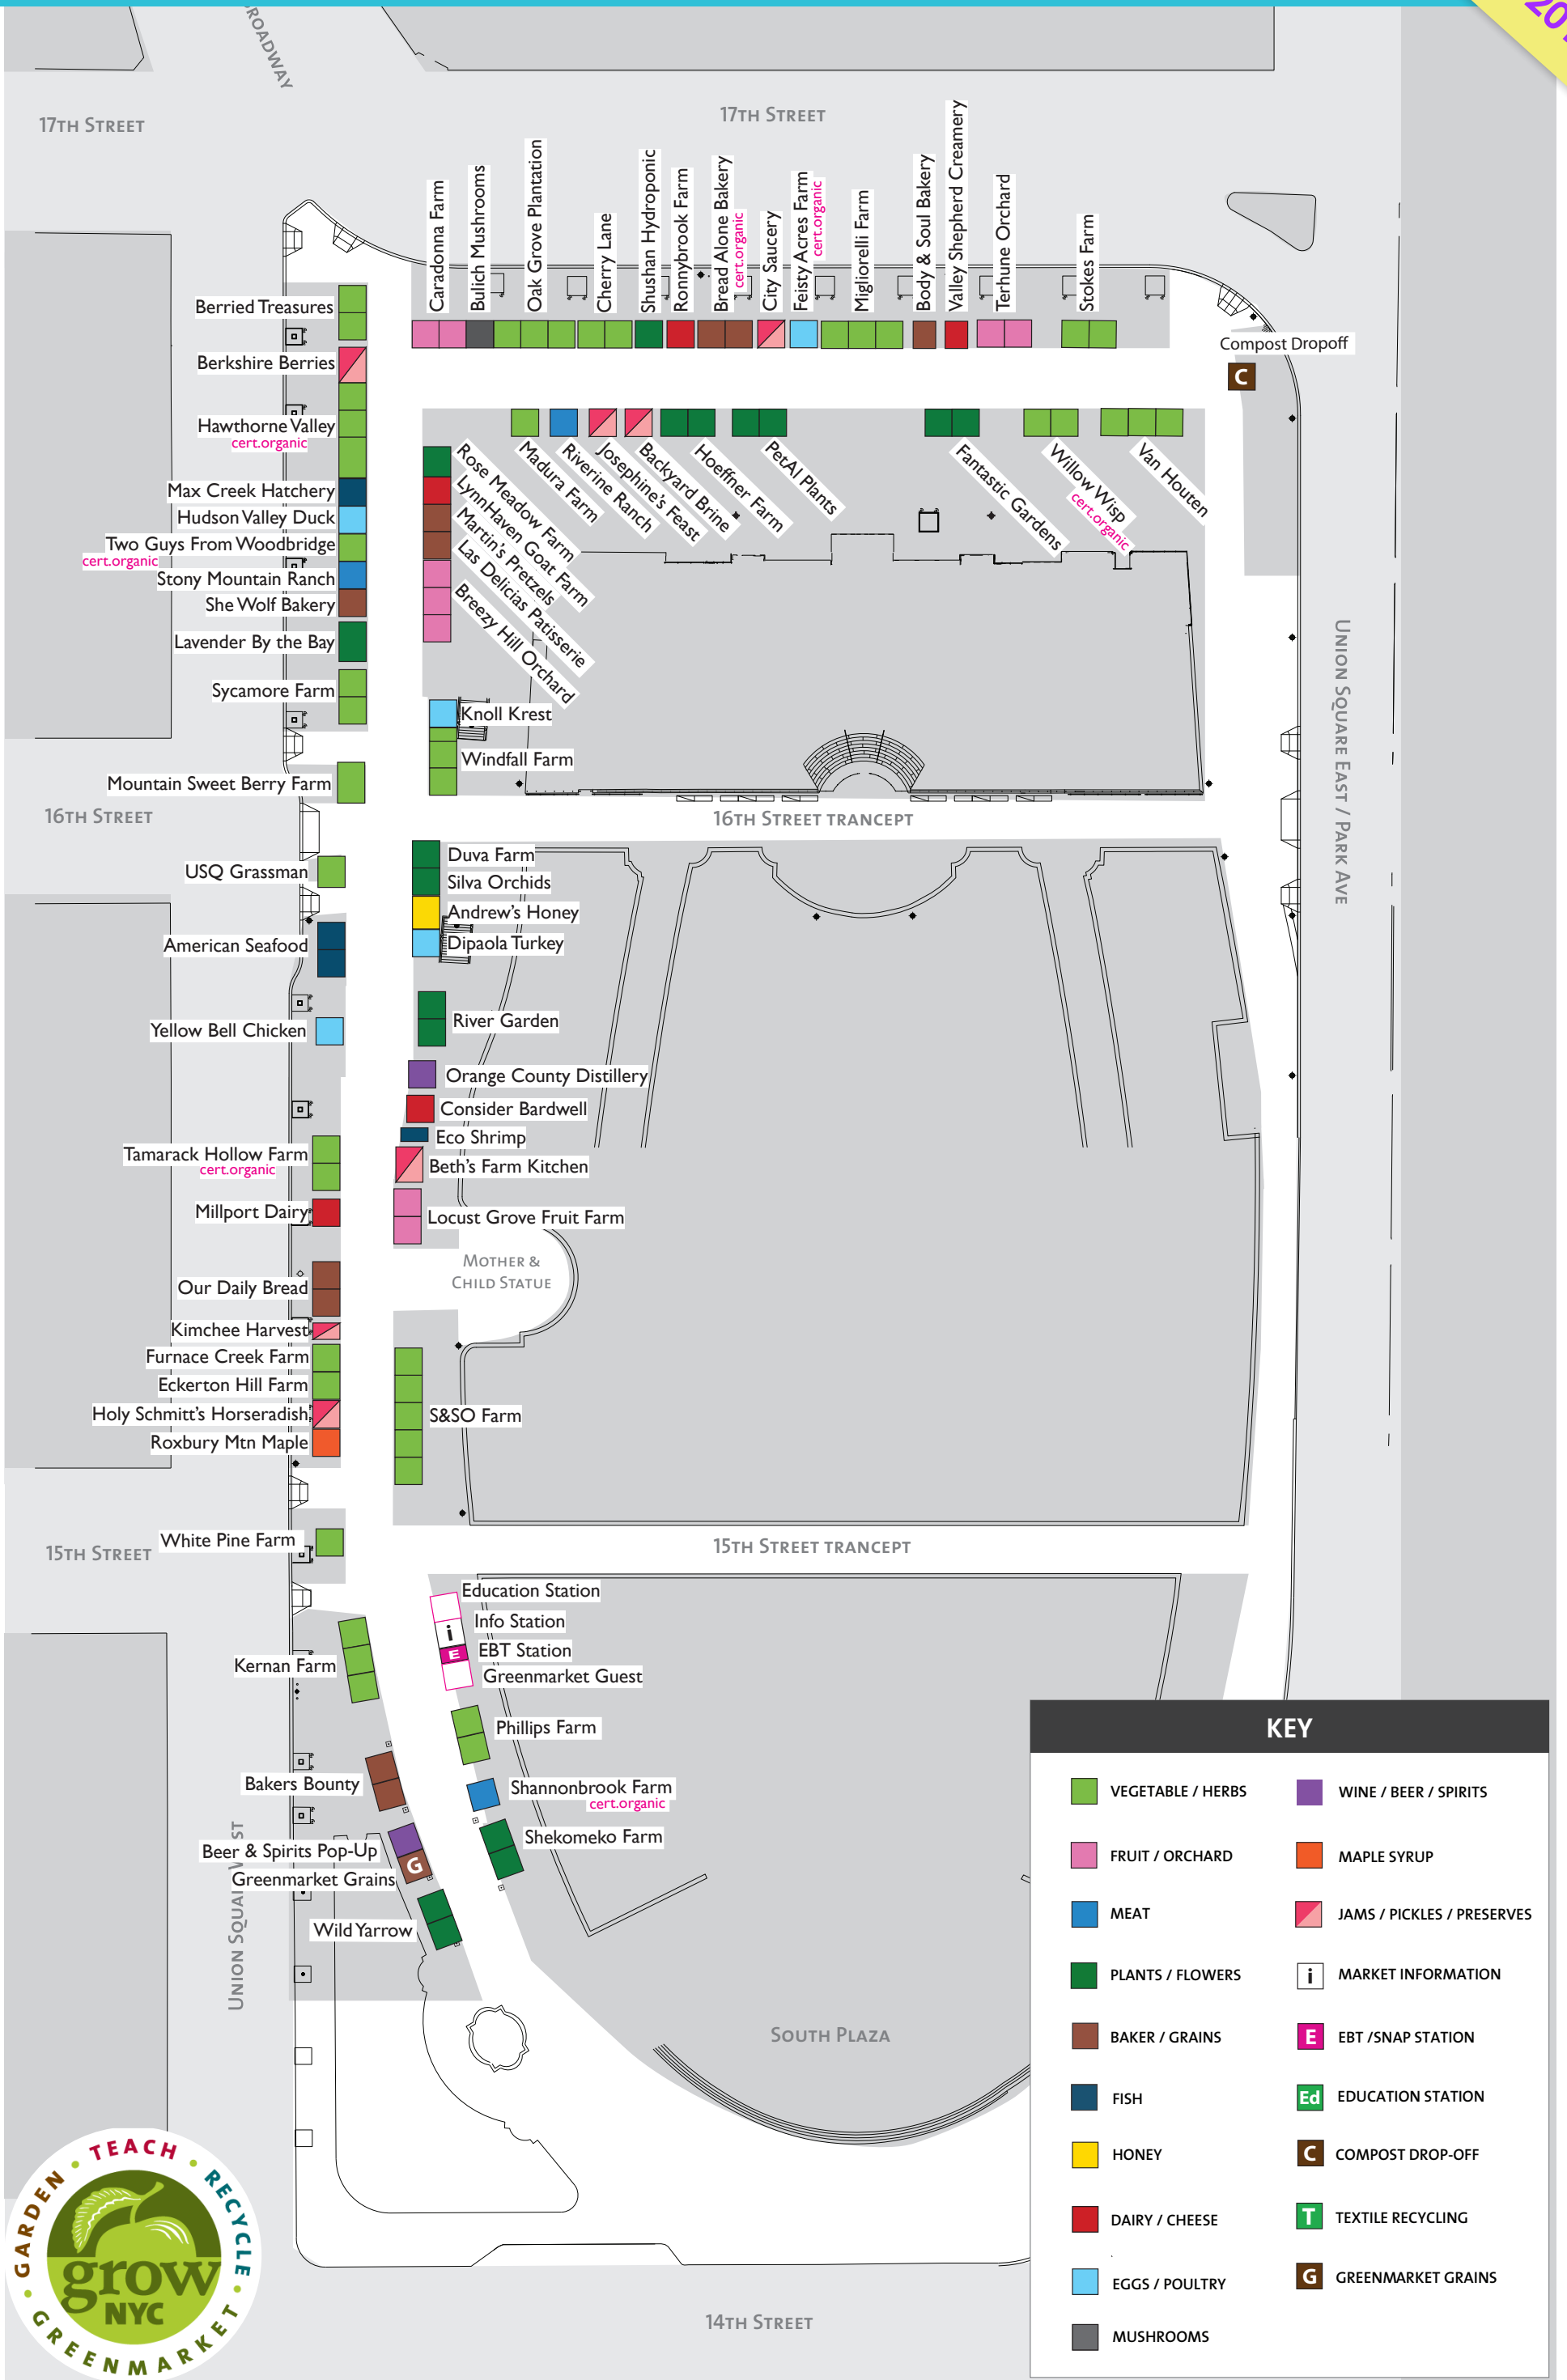 BROADWAY
201
17TH STREET
17TH STREET
Caradonna Farm
Bulich Mushrooms
Oak Grove Plantation
Cherry Lane
Shushan Hydroponic
Ronnybrook Farm
Bread Alone Bakery
cert.organic
City Saucery
Feisty Acres Farm
cert.organic
Migliorelli Farm
Body & Soul Bakery
Valley Shepherd Creamery
Terhune Orchard
Stokes Farm
Compost Dropoff
C
Berried Treasures
Berkshire Berries
Hawthorne Valley
cert.organic
Max Creek Hatchery
Hudson Valley Duck
Two Guys From Woodbridge
cert.organic
Stony Mountain Ranch
She Wolf Bakery
Lavender By the Bay
Sycamore Farm
Mountain Sweet Berry Farm
Madura Farm
Riverine Ranch
Josephine's Feast
Backyard Brine
Hoeffner Farm
PetAl Plants
Fantastic Gardens
Willow Wisp
cert.organic
Van Houten
Rose Meadow Farm
LynnHaven Goat Farm
Martin's Pretzels
Las Delicias Patisserie
Breezy Hill Orchard
Knoll Krest
Windfall Farm
UNION SQUARE EAST / PARK AVE
16TH STREET
16TH STREET TRANCEPT
USQ Grassman
American Seafood
Yellow Bell Chicken
Tamarack Hollow Farm
cert.organic
Millport Dairy
Our Daily Bread
Kimchee Harvest
Furnace Creek Farm
Eckerton Hill Farm
Holy Schmitt's Horseradish
Roxbury Mtn Maple
Duva Farm
Silva Orchids
Andrew's Honey
Dipaola Turkey
River Garden
Orange County Distillery
Consider Bardwell
Eco Shrimp
Beth's Farm Kitchen
Locust Grove Fruit Farm
MOTHER &
CHILD STATUE
S&SO Farm
15TH STREET
White Pine Farm
15TH STREET TRANCEPT
Education Station
i
Info Station
E
EBT Station
Greenmarket Guest
Kernan Farm
Phillips Farm
Bakers Bounty
Shannonbrook Farm
cert.organic
Beer & Spirits Pop-Up
G
Greenmarket Grains
Shekomeko Farm
Wild Yarrow
SOUTH PLAZA
14TH STREET
KEY
VEGETABLE / HERBS
FRUIT / ORCHARD
MEAT
PLANTS / FLOWERS
BAKER / GRAINS
FISH
HONEY
DAIRY / CHEESE
EGGS / POULTRY
MUSHROOMS
WINE / BEER / SPIRITS
MAPLE SYRUP
JAMS / PICKLES / PRESERVES
i MARKET INFORMATION
E EBT /SNAP STATION
Ed EDUCATION STATION
C COMPOST DROP-OFF
T TEXTILE RECYCLING
G GREENMARKET GRAINS
GARDEN • TEACH • RECYCLE • GREENMARKET •
grow
NYC